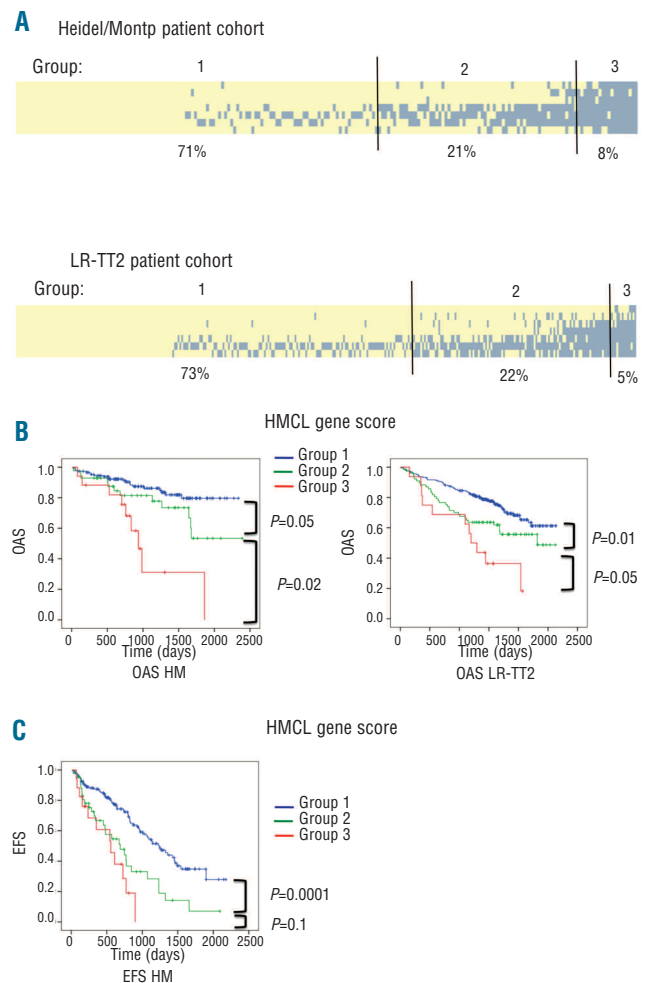 A Heidel/Montp patient cohort
Group: 1 2 3
71% 21% 8%
LR-TT2 patient cohort
Group: 1 2 3
73% 22% 5%
B HMCL gene score
Group 1
Group 2
Group 3
OAS
1.0
0.8
0.6
0.4
0.2
0.0
0 500 1000 1500 2000 2500
Time (days)
OAS HM
P=0.05
P=0.02
OAS
1.0
0.8
0.6
0.4
0.2
0.0
0 500 1000 1500 2000 2500
Time (days)
OAS LR-TT2
P=0.01
P=0.05
C HMCL gene score
EFS
1.0
0.8
0.6
0.4
0.2
0.0
0 500 1000 1500 2000 2500
Time (days)
EFS HM
Group 1
Group 2
Group 3
P=0.0001
P=0.1